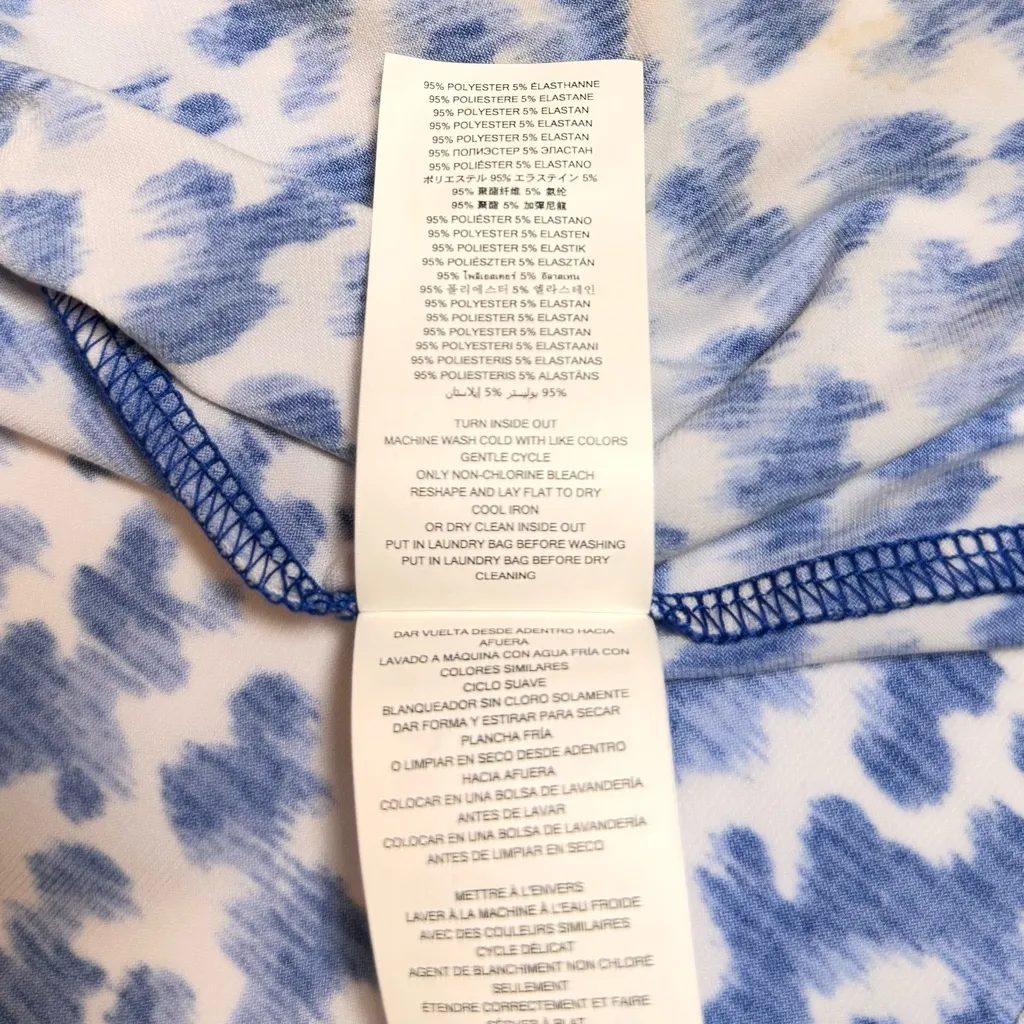 95% POLYESTER 5% ÉLASTHANNE
95% POLIESTERE 5% ELASTANE
95% POLYESTER 5% ELASTAN
95% POLYESTER 5% ELASTAAN
95% POLYESTER 5% ELASTAN
95% ПОЛИЭСТЕР 5% ЭЛАСТАН
95% POLIÉSTER 5% ELASTANO
ポリエステル 95% エラステイン 5%
95% 聚酯纤维 5% 氨纶
95% 聚酯 5% 加彈尼龍
95% POLIÉSTER 5% ELASTANO
95% POLYESTER 5% ELASTEN
95% POLIESTER 5% ELASTIK
95% POLIÉSZTER 5% ELASZTÁN
95% โพลีเอสเตอร์ 5% อีลาสเทน
95% 폴리에스터 5% 엘라스테인
95% POLYESTER 5% ELASTAN
95% POLYESTER 5% ELASTAN
95% POLYESTER 5% ELASTAN
95% POLYESTERI 5% ELASTAANI
95% POLIESTERIS 5% ELASTANAS
95% POLIESTERIS 5% ALASTĀNS
95% بوليستر 5% إيلاستان
TURN INSIDE OUT
MACHINE WASH COLD WITH LIKE COLORS
GENTLE CYCLE
ONLY NON-CHLORINE BLEACH
RESHAPE AND LAY FLAT TO DRY
COOL IRON
OR DRY CLEAN INSIDE OUT
PUT IN LAUNDRY BAG BEFORE WASHING
PUT IN LAUNDRY BAG BEFORE DRY
CLEANING
DAR VUELTA DESDE ADENTRO HACIA
AFUERA
LAVADO A MÁQUINA CON AGUA FRÍA CON
COLORES SIMILARES
CICLO SUAVE
BLANQUEADOR SIN CLORO SOLAMENTE
DAR FORMA Y ESTIRAR PARA SECAR
PLANCHA FRÍA
O LIMPIAR EN SECO DESDE ADENTRO
HACIA AFUERA
COLOCAR EN UNA BOLSA DE LAVANDERÍA
ANTES DE LAVAR
COLOCAR EN UNA BOLSA DE LAVANDERÍA
ANTES DE LIMPIAR EN SECO
METTRE À L'ENVERS
LAVER À LA MACHINE À L'EAU FROIDE
AVEC DES COULEURS SIMILAIRES
CYCLE DÉLICAT
AGENT DE BLANCHIMENT NON CHLORÉ
SEULEMENT
ÉTENDRE CORRECTEMENT ET FAIRE
SÉCHER À PLAT